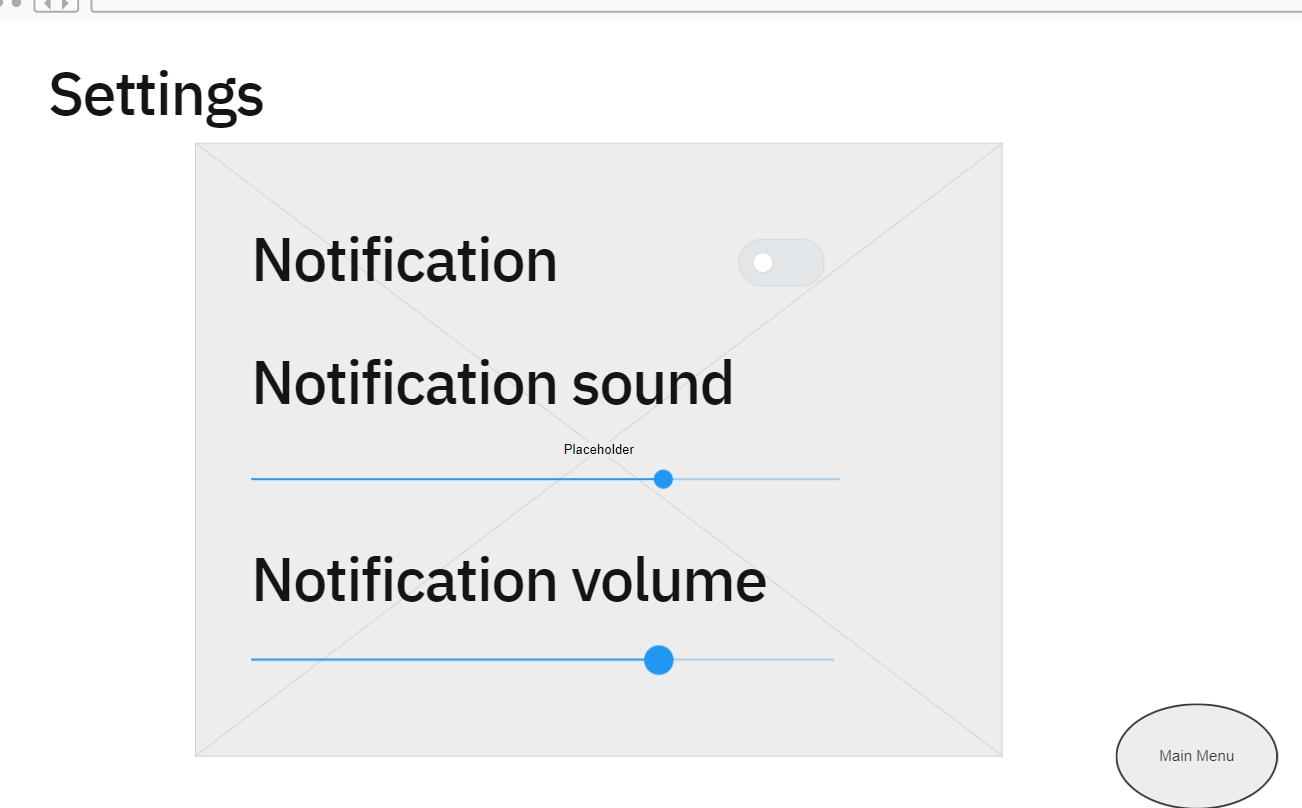 Settings
Notification
Notification sound
Placeholder
Notification volume
Main Menu